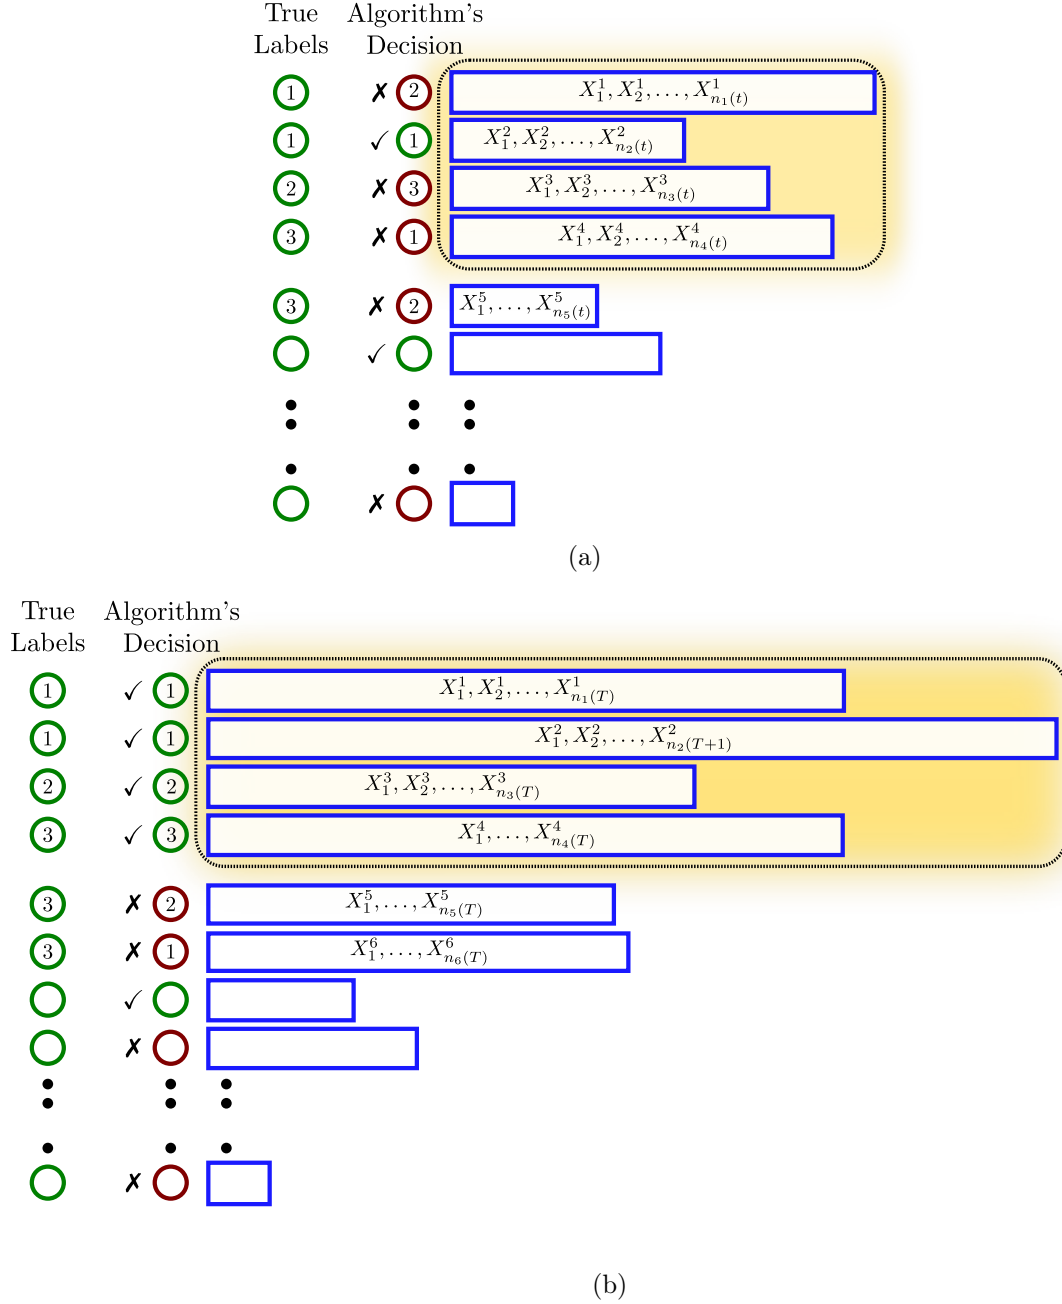 True Algorithm's
Labels Decision
1 ✗ 2 X_1^1, X_2^1, . . . , X_{n_1(t)}^1
1 ✓ 1 X_1^2, X_2^2, . . . , X_{n_2(t)}^2
2 ✗ 3 X_1^3, X_2^3, . . . , X_{n_3(t)}^3
3 ✗ 1 X_1^4, X_2^4, . . . , X_{n_4(t)}^4
3 ✗ 2 X_1^5, . . . , X_{n_5(t)}^5
✓
✗
(a)
True Algorithm's
Labels Decision
1 ✓ 1 X_1^1, X_2^1, . . . , X_{n_1(T)}^1
1 ✓ 1 X_1^2, X_2^2, . . . , X_{n_2(T+1)}^2
2 ✓ 2 X_1^3, X_2^3, . . . , X_{n_3(T)}^3
3 ✓ 3 X_1^4, . . . , X_{n_4(T)}^4
3 ✗ 2 X_1^5, . . . , X_{n_5(T)}^5
3 ✗ 1 X_1^6, . . . , X_{n_6(T)}^6
✓
✗
✗
(b)